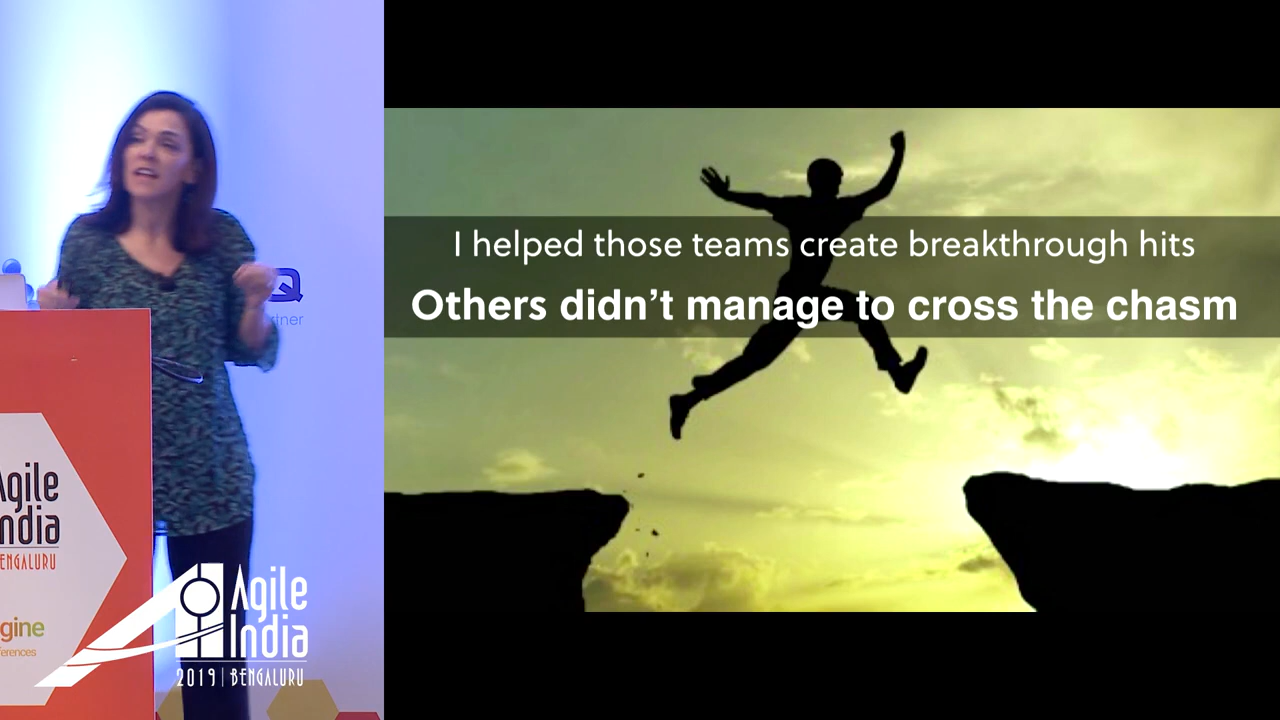 I helped those teams create breakthrough hits
Others didn’t manage to cross the chasm
Q
rtner
Agile
India
BENGALURU
gine
ferences
Agile
India
2019 | BENGALURU